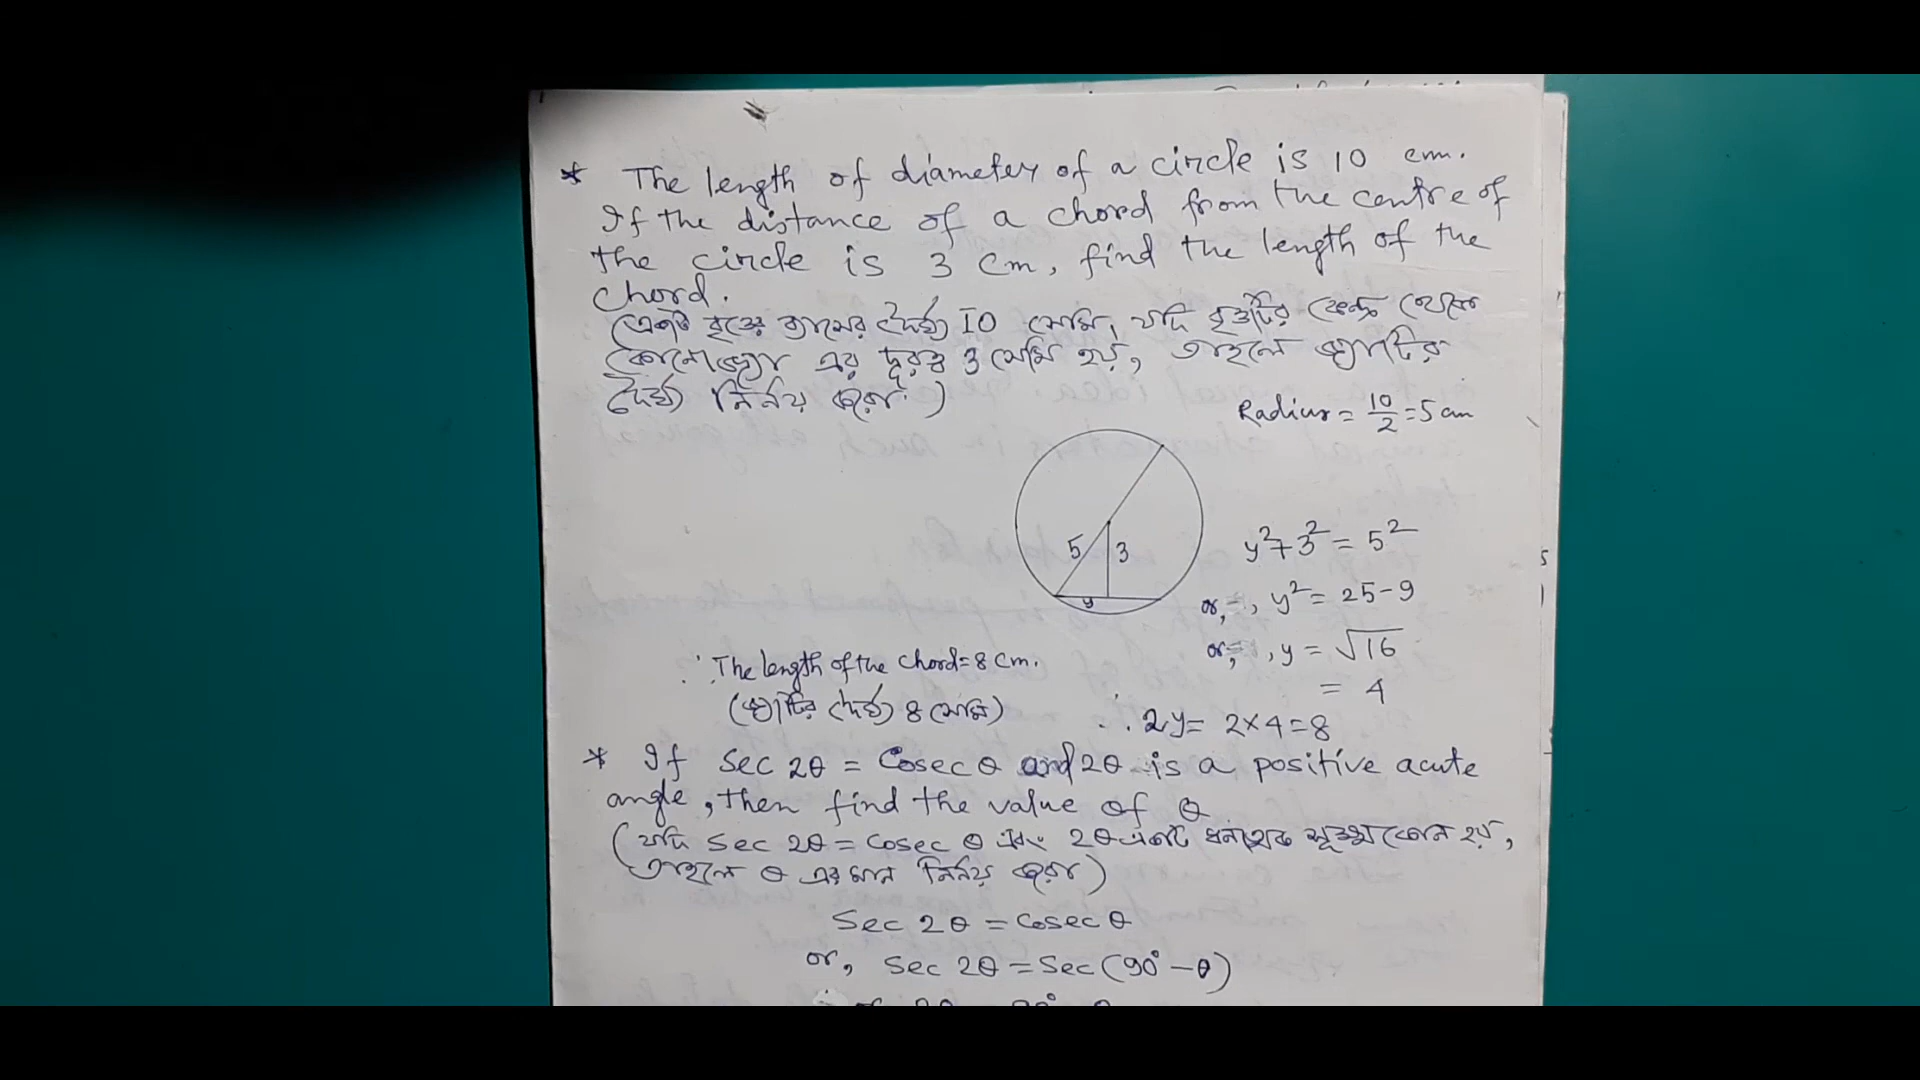 * The length of diameter of a circle is 10 cm.
If the distance of a chord from the centre of
the circle is 3 cm, find the length of the
chord.
(একটি বৃত্তের ব্যাসের দৈর্ঘ্য 10 সেমি, যদি বৃত্তটির কেন্দ্র থেকে
কোনো জ্যা এর দূরত্ব 3 সেমি হয়, তাহলে জ্যাটির
দৈর্ঘ্য নির্নয় করো)
Radius = 10/2 = 5 cm
5
3
y
y² + 3² = 5²
or, y² = 25 - 9
or, y = √16
= 4
∴ 2y = 2 × 4 = 8
∴ The length of the chord = 8 cm.
(জ্যাটির দৈর্ঘ্য 8 সেমি)
* If sec 2θ = Cosec θ and 2θ is a positive acute
angle, then find the value of θ
(যদি sec 2θ = cosec θ এবং 2θ একটি ধনাত্মক সূক্ষ্মকোন হয়,
তাহলে θ এর মান নির্নয় করো)
Sec 2θ = Cosec θ
or, Sec 2θ = Sec (90° - θ)